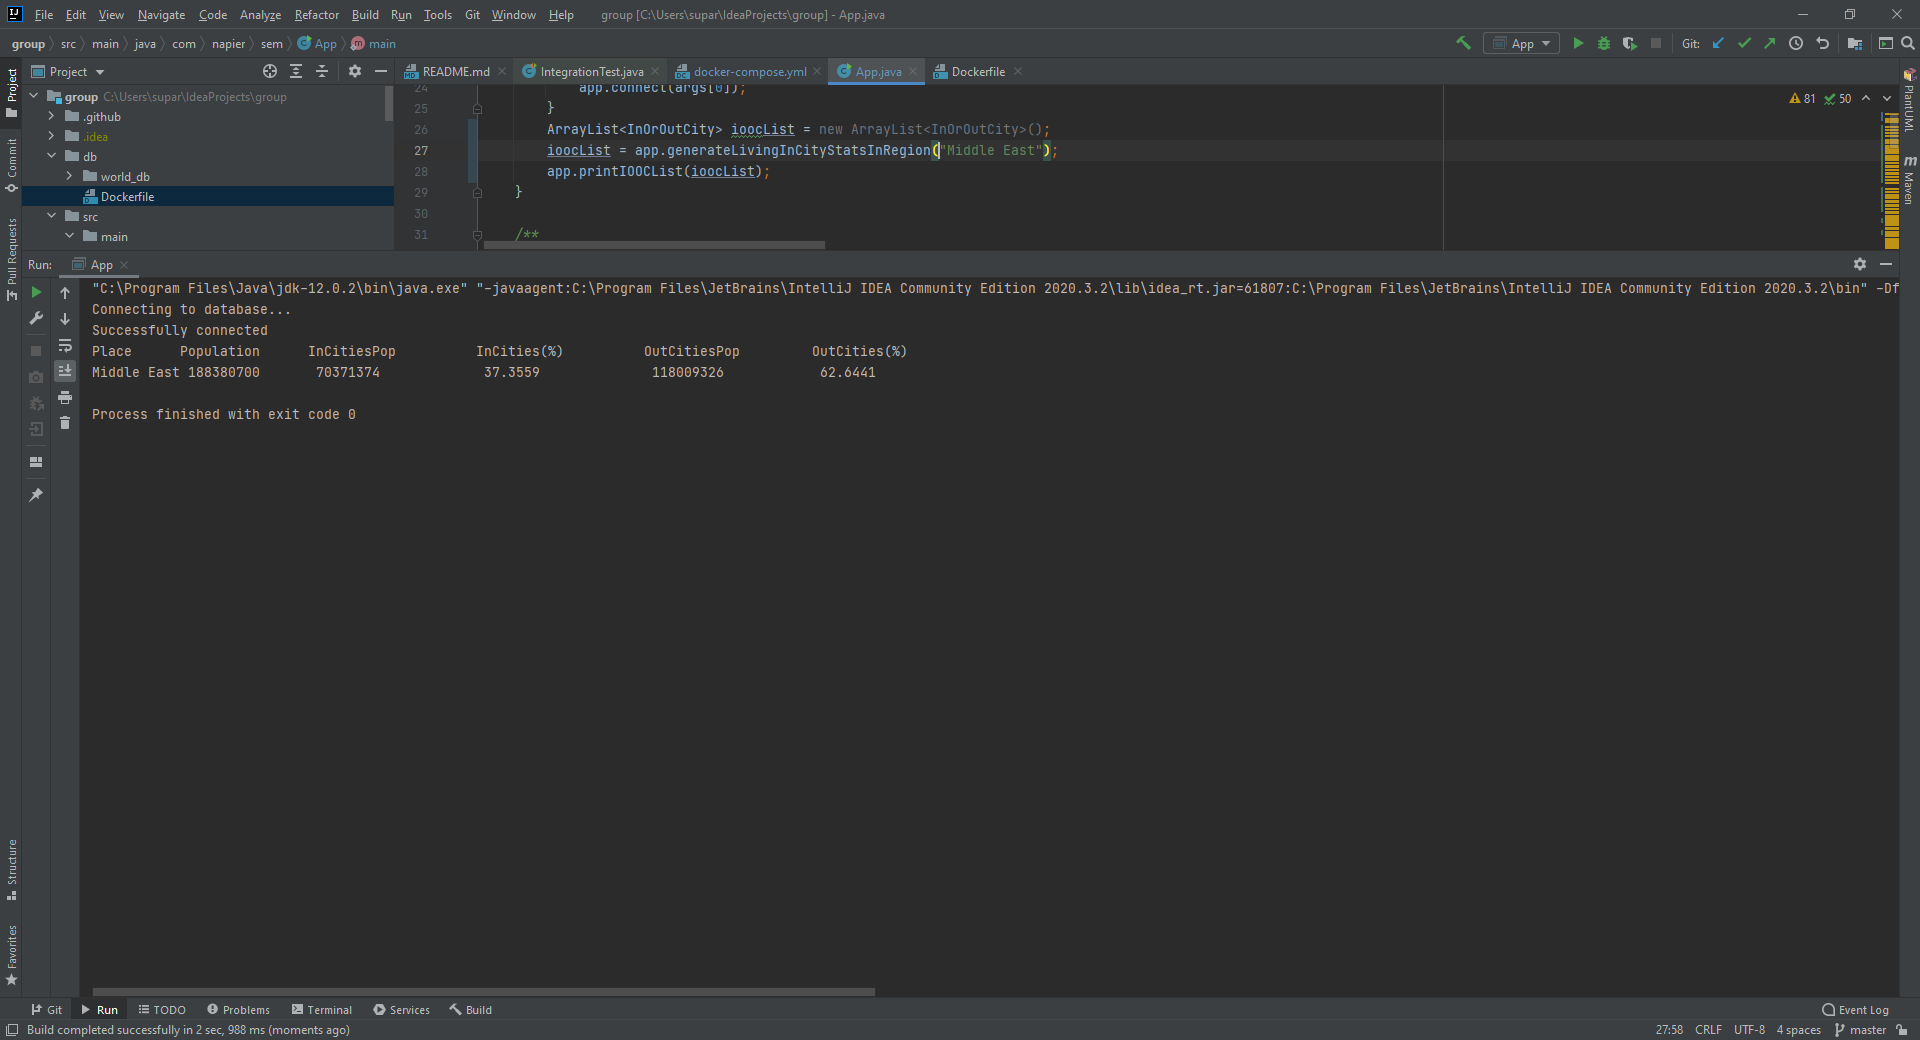 File Edit View Navigate Code Analyze Refactor Build Run Tools Git Window Help group [C:\Users\supar\IdeaProjects\group] - App.java
group src main java com napier sem App main
App Git:
Project
README.md IntegrationTest.java docker-compose.yml App.java Dockerfile
group C:\Users\supar\IdeaProjects\group
.github
.idea
db
world_db
Dockerfile
src
main
24 app.connect(args[0]);
25 }
26 ArrayList<InOrOutCity> ioocList = new ArrayList<InOrOutCity>();
27 ioocList = app.generateLivingInCityStatsInRegion("Middle East");
28 app.printIOOCList(ioocList);
29 }
30
31 /**
81 50
Project
Commit
Pull Requests
Structure
Favorites
PlantUML
Maven
Run: App
"C:\Program Files\Java\jdk-12.0.2\bin\java.exe" "-javaagent:C:\Program Files\JetBrains\IntelliJ IDEA Community Edition 2020.3.2\lib\idea_rt.jar=61807:C:\Program Files\JetBrains\IntelliJ IDEA Community Edition 2020.3.2\bin" -Df
Connecting to database...
Successfully connected
Place Population InCitiesPop InCities(%) OutCitiesPop OutCities(%)
Middle East 188380700 70371374 37.3559 118009326 62.6441
Process finished with exit code 0
Git Run TODO Problems Terminal Services Build Event Log
Build completed successfully in 2 sec, 988 ms (moments ago) 27:58 CRLF UTF-8 4 spaces master